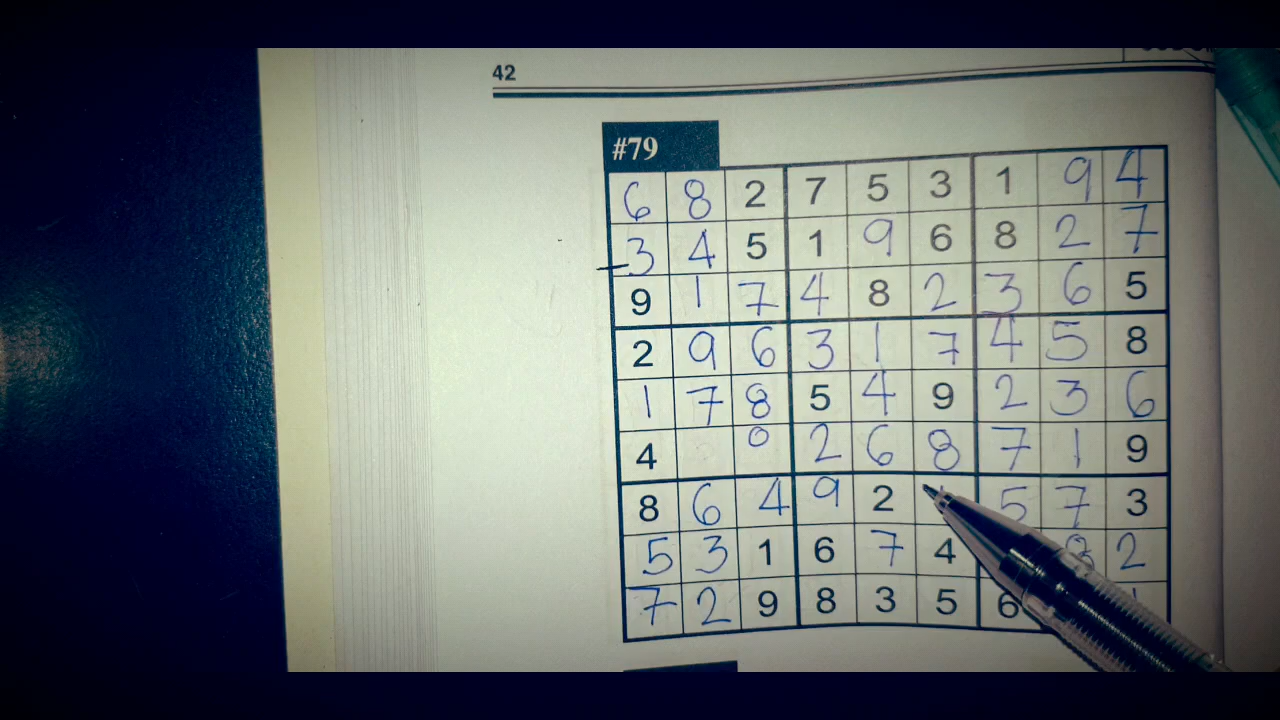 42
#79
6 8 2 7 5 3 1 9 4
3 4 5 1 9 6 8 2 7
9 1 7 4 8 2 3 6 5
2 9 6 3 1 7 4 5 8
1 7 8 5 4 9 2 3 6
4 0 2 6 8 7 1 9
8 6 4 9 2 5 7 3
5 3 1 6 7 4 8 2
7 2 9 8 3 5 6